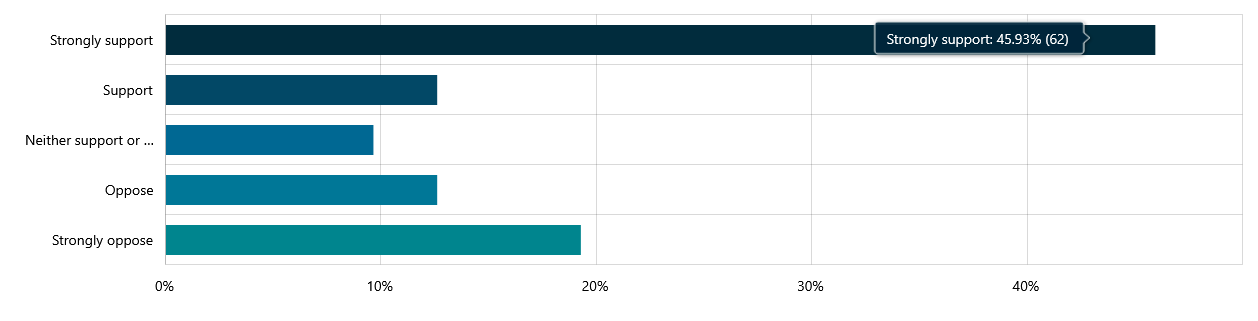 Strongly support
Strongly support: 45.93% (62)
Support
Neither support or ...
Oppose
Strongly oppose
0%
10%
20%
30%
40%